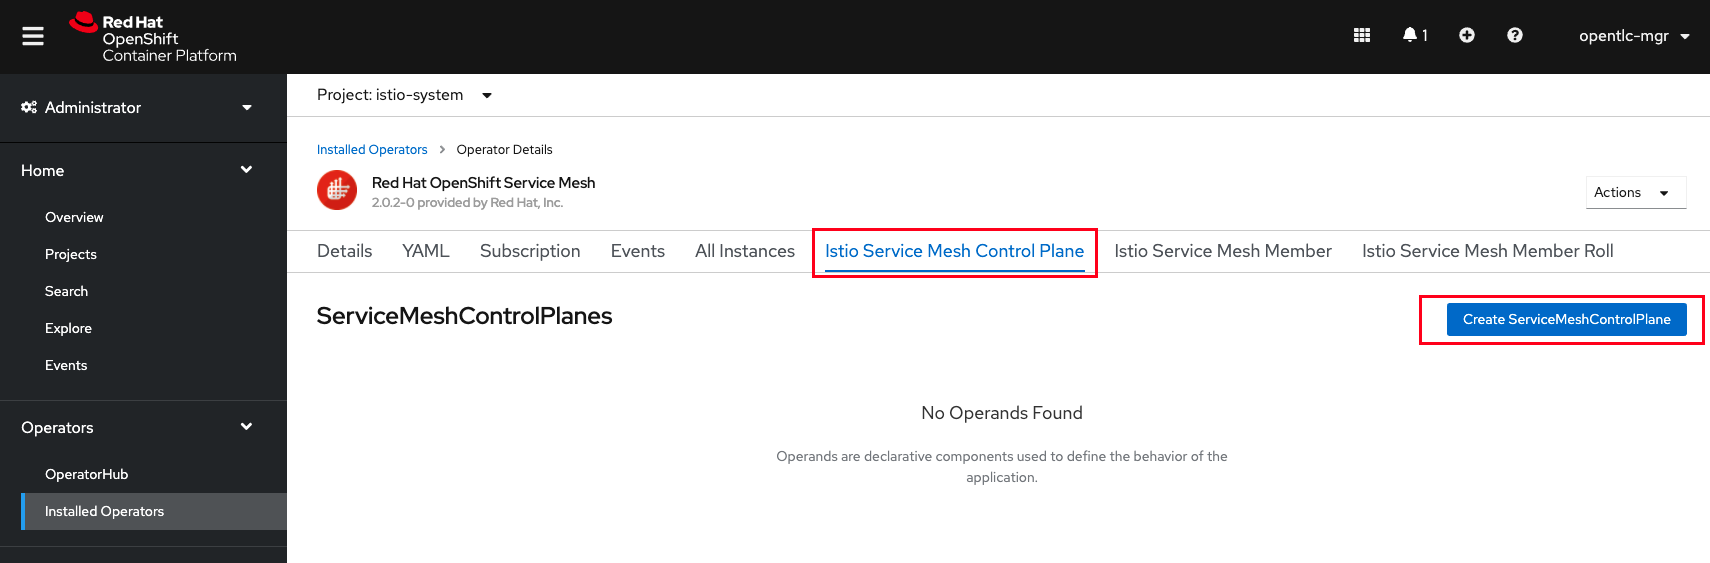 Red Hat
OpenShift
Container Platform
1
opentlc-mgr
Administrator
Home
Overview
Projects
Search
Explore
Events
Operators
OperatorHub
Installed Operators
Project: istio-system
Installed Operators > Operator Details
Red Hat OpenShift Service Mesh
2.0.2-0 provided by Red Hat, Inc.
Actions
Details YAML Subscription Events All Instances Istio Service Mesh Control Plane Istio Service Mesh Member Istio Service Mesh Member Roll
ServiceMeshControlPlanes
Create ServiceMeshControlPlane
No Operands Found
Operands are declarative components used to define the behavior of the
application.